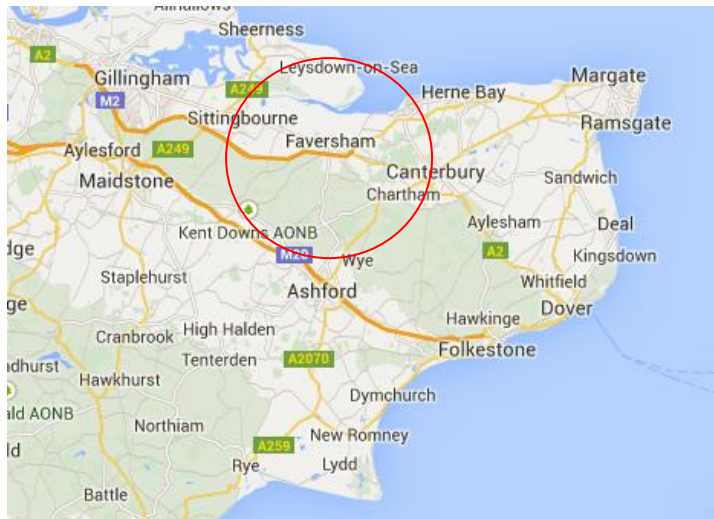 Sheerness
A2
Gillingham
Leysdown-on-Sea
Margate
M2
A249
Herne Bay
Sittingbourne
Ramsgate
Faversham
Aylesford
A249
Canterbury
Maidstone
Chartham
Sandwich
Kent Downs AONB
Aylesham
Deal
M20
A2
Kingsdown
Wye
Staplehurst
Whitfield
Ashford
Dover
Hawkinge
High Halden
Cranbrook
Folkestone
Tenterden
A2070
Hawkhurst
Dymchurch
AONB
Northiam
New Romney
A259
Rye
Lydd
Battle